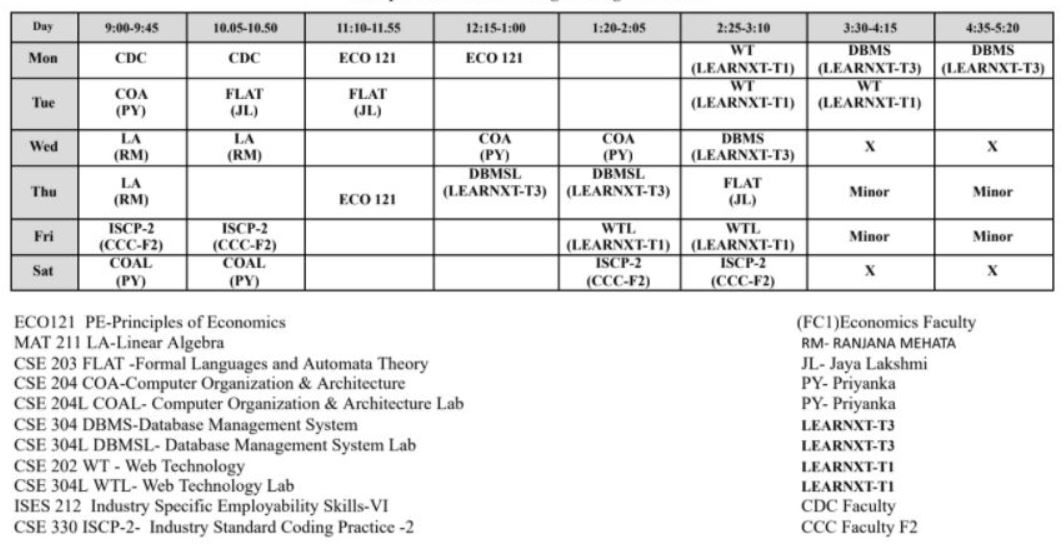 Day 9:00-9:45 10.05-10.50 11:10-11.55 12:15-1:00 1:20-2:05 2:25-3:10 3:30-4:15 4:35-5:20
Mon CDC CDC ECO 121 ECO 121 WT (LEARNXT-T1) DBMS (LEARNXT-T3) DBMS (LEARNXT-T3)
Tue COA (PY) FLAT (JL) FLAT (JL) WT (LEARNXT-T1) WT (LEARNXT-T1)
Wed LA (RM) LA (RM) COA (PY) COA (PY) DBMS (LEARNXT-T3) X X
Thu LA (RM) ECO 121 DBMSL (LEARNXT-T3) DBMSL (LEARNXT-T3) FLAT (JL) Minor Minor
Fri ISCP-2 (CCC-F2) ISCP-2 (CCC-F2) WTL (LEARNXT-T1) WTL (LEARNXT-T1) Minor Minor
Sat COAL (PY) COAL (PY) ISCP-2 (CCC-F2) ISCP-2 (CCC-F2) X X
ECO121 PE-Principles of Economics (FC1)Economics Faculty
MAT 211 LA-Linear Algebra RM- RANJANA MEHATA
CSE 203 FLAT -Formal Languages and Automata Theory JL- Jaya Lakshmi
CSE 204 COA-Computer Organization & Architecture PY- Priyanka
CSE 204L COAL- Computer Organization & Architecture Lab PY- Priyanka
CSE 304 DBMS-Database Management System LEARNXT-T3
CSE 304L DBMSL- Database Management System Lab LEARNXT-T3
CSE 202 WT - Web Technology LEARNXT-T1
CSE 304L WTL- Web Technology Lab LEARNXT-T1
ISES 212 Industry Specific Employability Skills-VI CDC Faculty
CSE 330 ISCP-2- Industry Standard Coding Practice -2 CCC Faculty F2